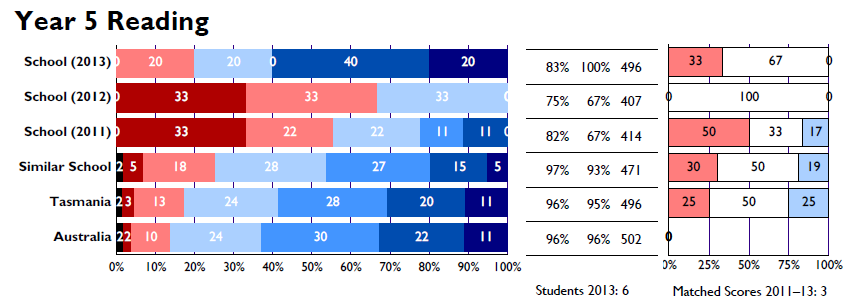 Year 5 Reading
School (2013) 0 20 20 0 40 20 83% 100% 496 33 67 0
School (2012) 0 33 33 33 0 75% 67% 407 0 100 0
School (2011) 0 33 22 22 11 11 0 82% 67% 414 50 33 17
Similar School 2 5 18 28 27 15 5 97% 93% 471 30 50 19
Tasmania 2 3 13 24 28 20 11 96% 95% 496 25 50 25
Australia 2 2 10 24 30 22 11 96% 96% 502 0
0% 10% 20% 30% 40% 50% 60% 70% 80% 90% 100% 0% 25% 50% 75% 100%
Students 2013: 6 Matched Scores 2011–13: 3